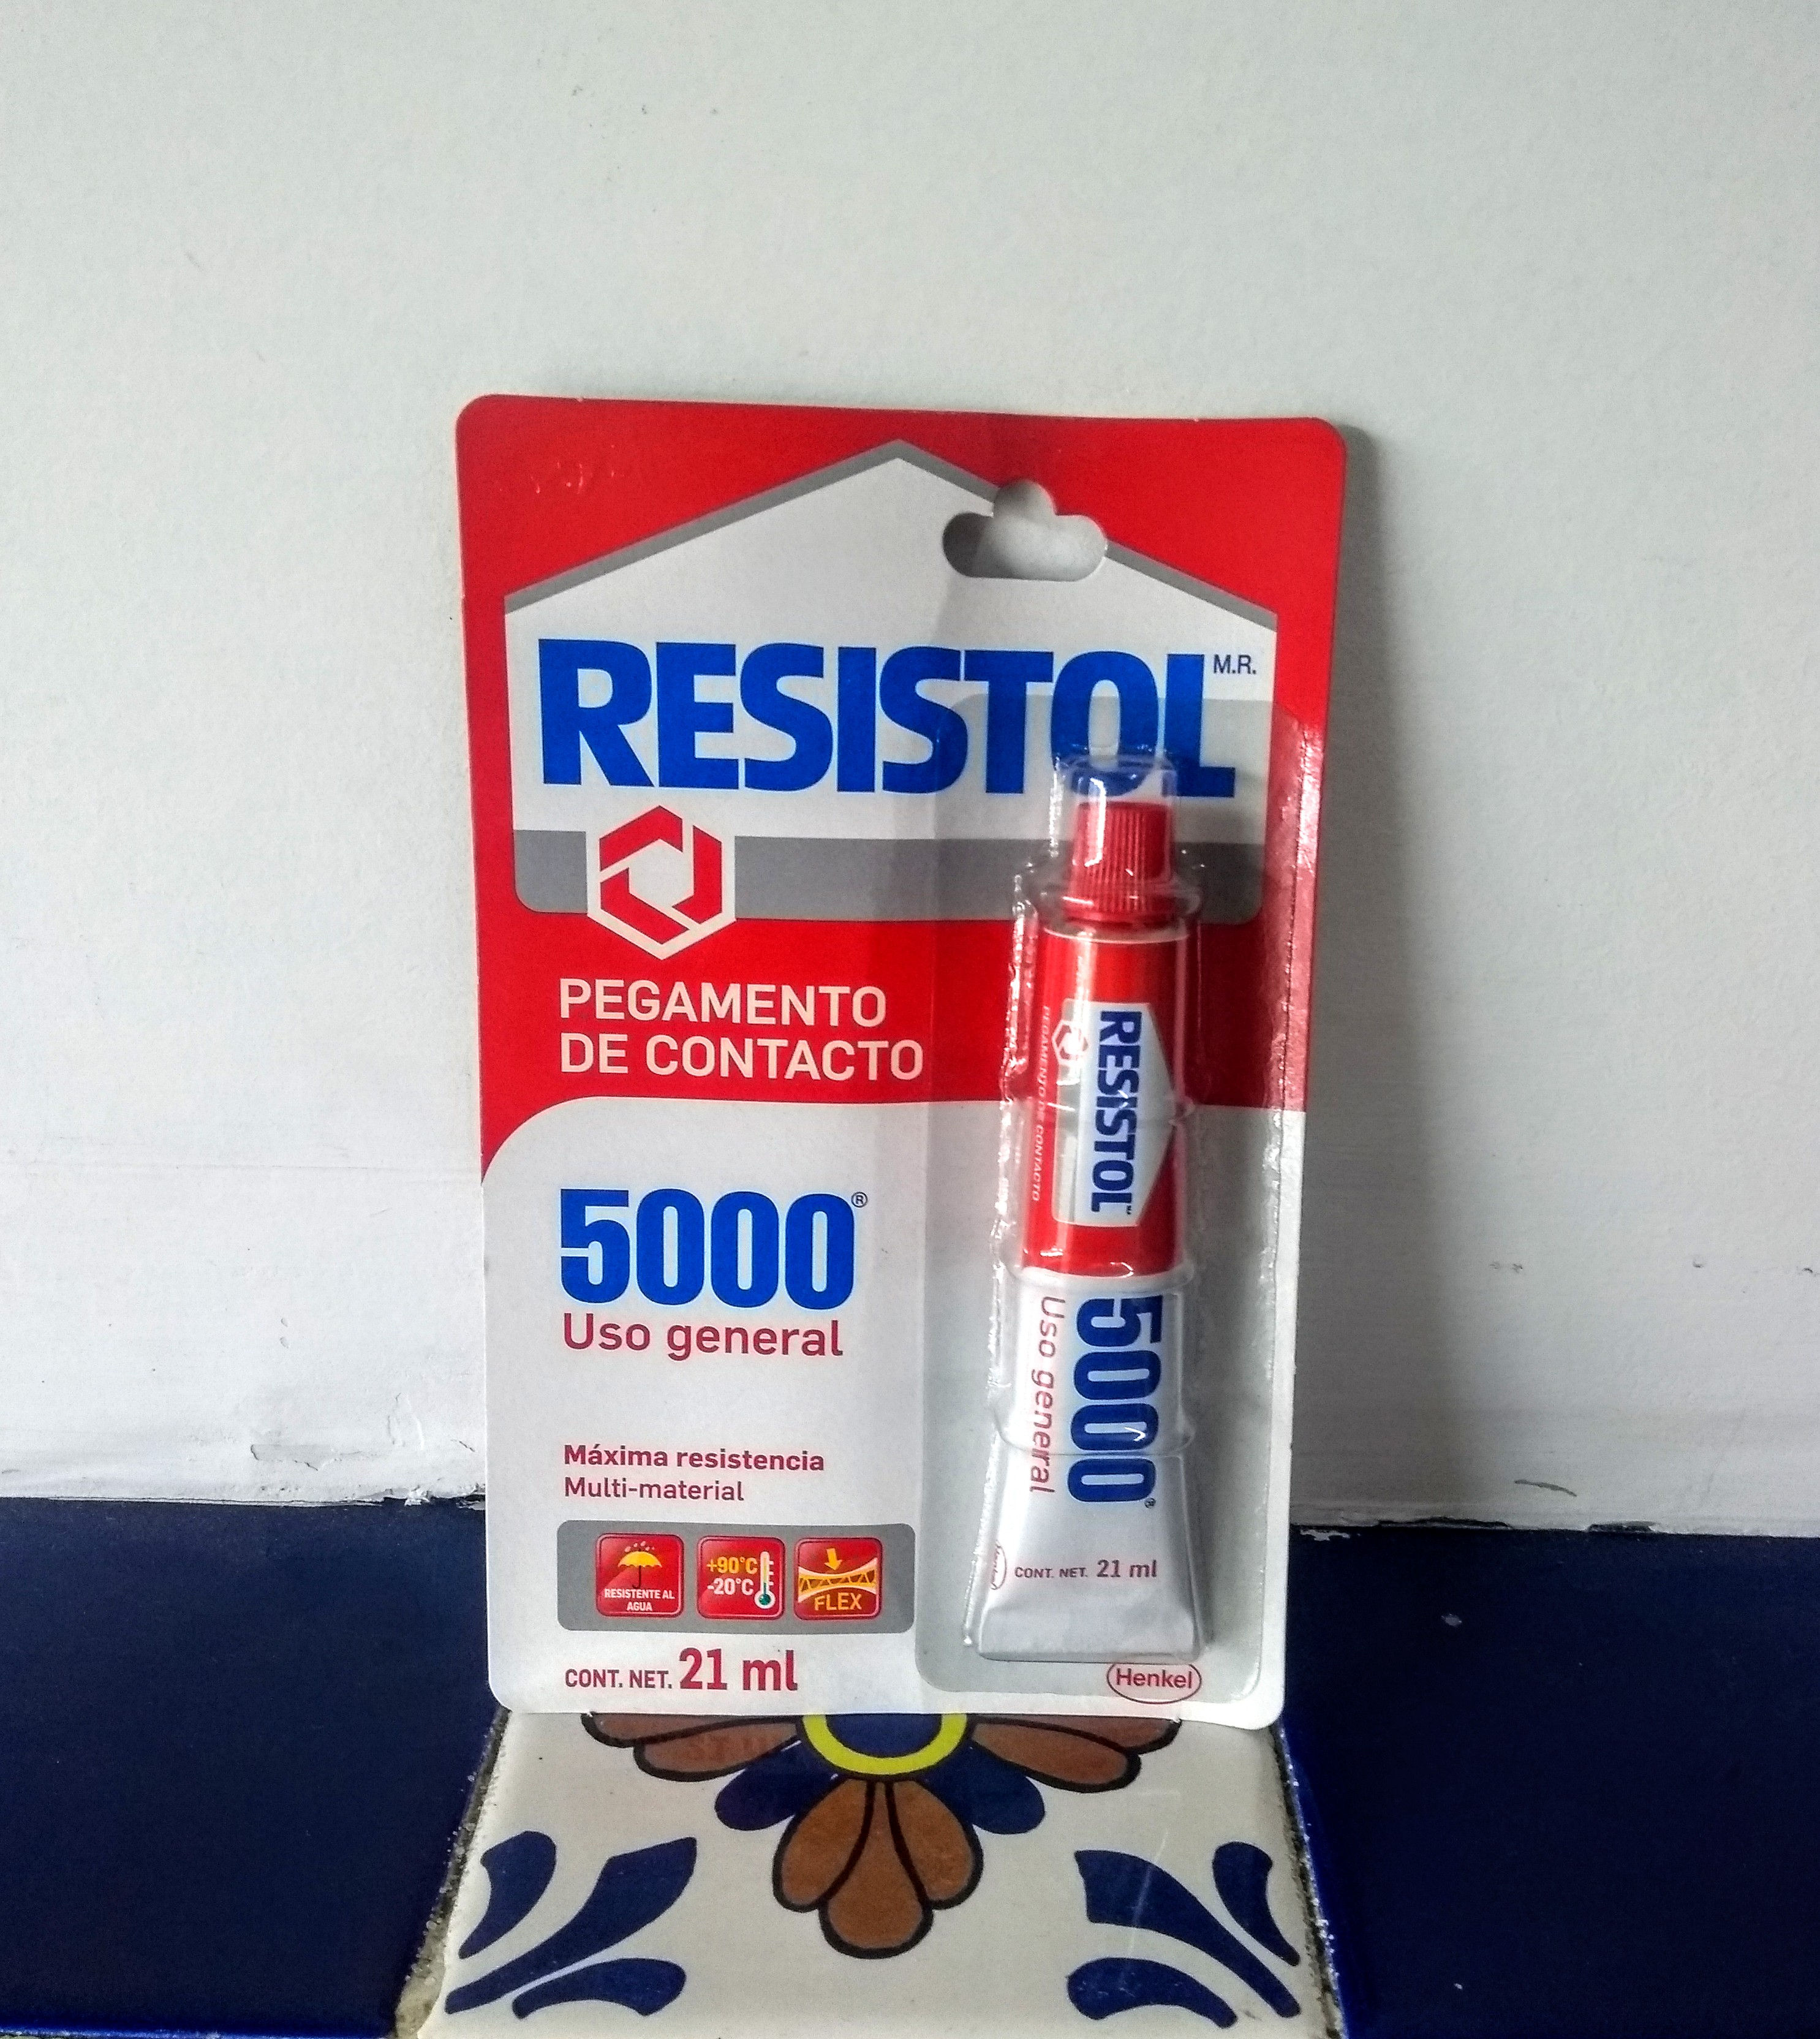 RESISTOL M.R.
PEGAMENTO
DE CONTACTO
5000®
Uso general
Máxima resistencia
Multi-material
RESISTENTE AL
AGUA
+90°C
-20°C
FLEX
CONT. NET. 21 ml
RESISTOL
PEGAMENTO DE CONTACTO
5000®
Uso general
CONT. NET. 21 ml
Henkel